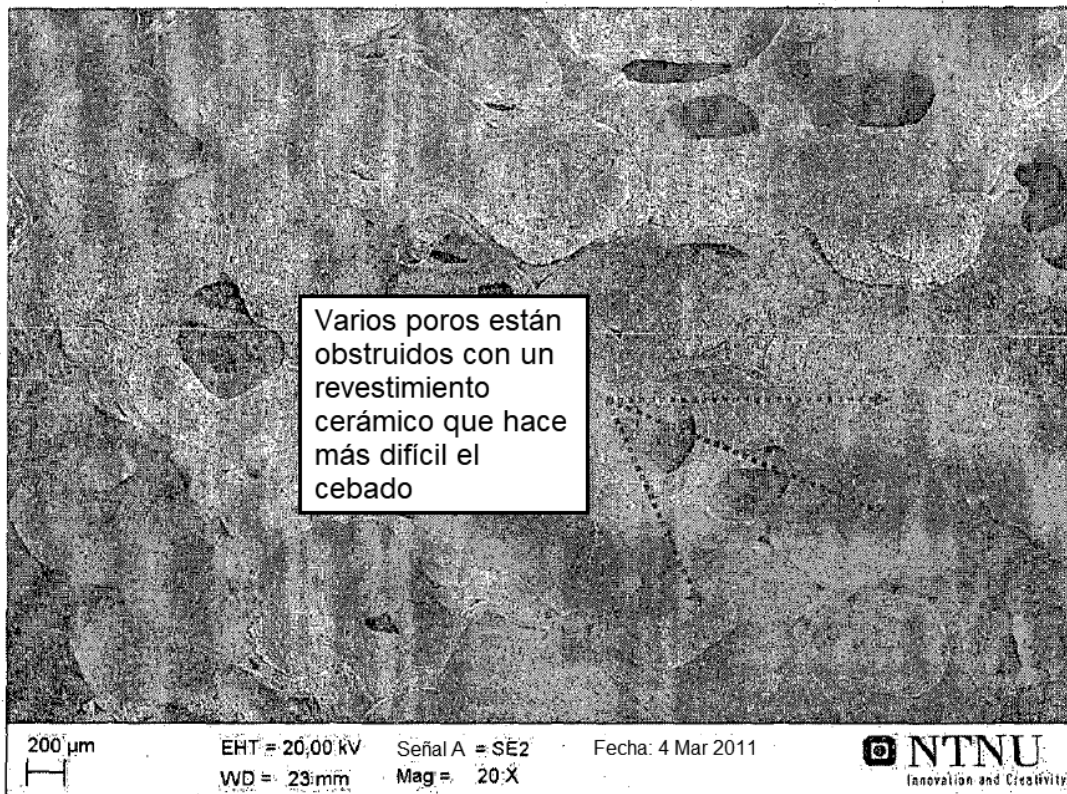 Varios poros están
obstruidos con un
revestimiento
cerámico que hace
más difícil el
cebado
200 µm
EHT = 20,00 kV
Señal A = SE2
Fecha: 4 Mar 2011
NTNU
WD = 23 mm
Mag = 20 X
Innovation and Creativity